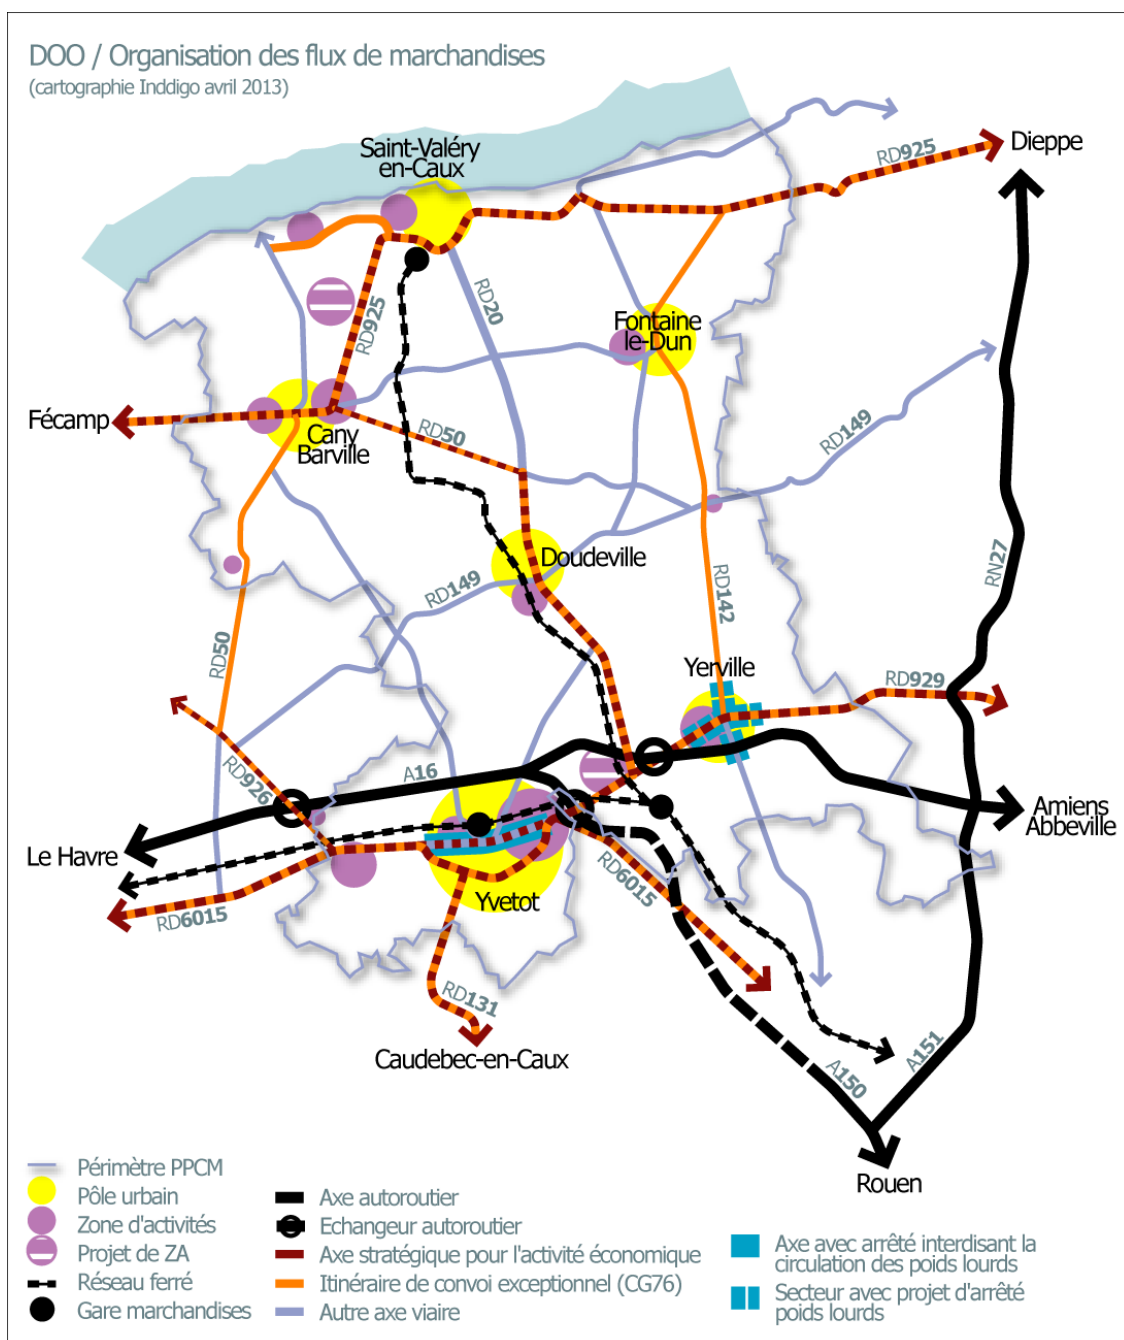 DOO / Organisation des flux de marchandises
(cartographie Inddigo avril 2013)
Saint-Valéry
en-Caux
RD925
Dieppe
RD20
RD925
Fontaine
le-Dun
Fécamp
Cany
Barville
RD50
RD149
Doudeville
RN27
RD149
RD142
RD50
Yerville
RD929
RD926
A16
Amiens
Abbeville
Le Havre
RD6015
Yvetot
RD6015
RD131
Caudebec-en-Caux
A150
A151
Rouen
Périmètre PPCM
Pôle urbain
Zone d'activités
Projet de ZA
Réseau ferré
Gare marchandises
Axe autoroutier
Echangeur autoroutier
Axe stratégique pour l'activité économique
Itinéraire de convoi exceptionnel (CG76)
Autre axe viaire
Axe avec arrêté interdisant la
circulation des poids lourds
Secteur avec projet d'arrêté
poids lourds